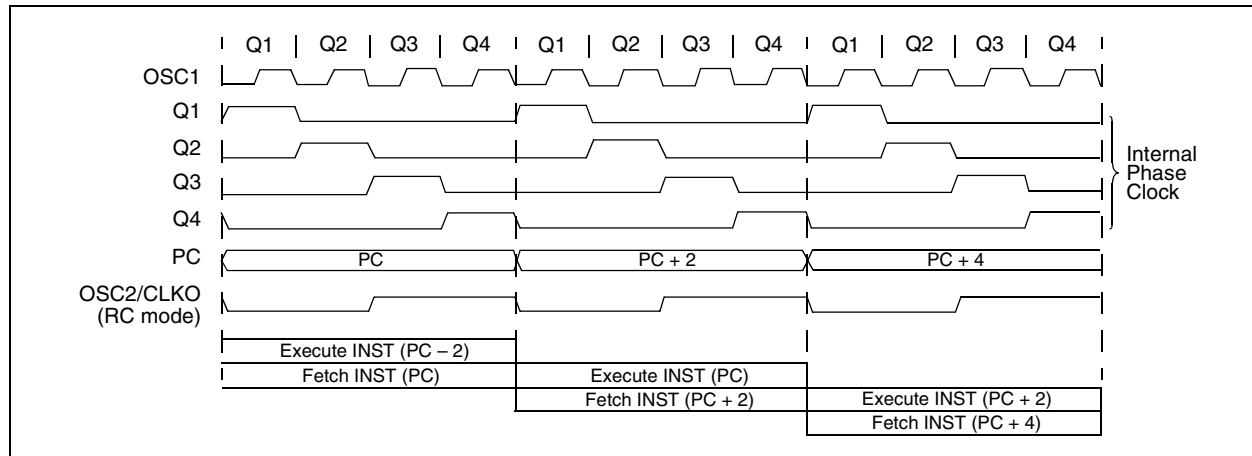 Q1 Q2 Q3 Q4 Q1 Q2 Q3 Q4 Q1 Q2 Q3 Q4
OSC1
Q1
Q2
Q3
Q4
Internal
Phase
Clock
PC
PC
PC + 2
PC + 4
OSC2/CLKO
(RC mode)
Execute INST (PC – 2)
Fetch INST (PC)
Execute INST (PC)
Fetch INST (PC + 2)
Execute INST (PC + 2)
Fetch INST (PC + 4)